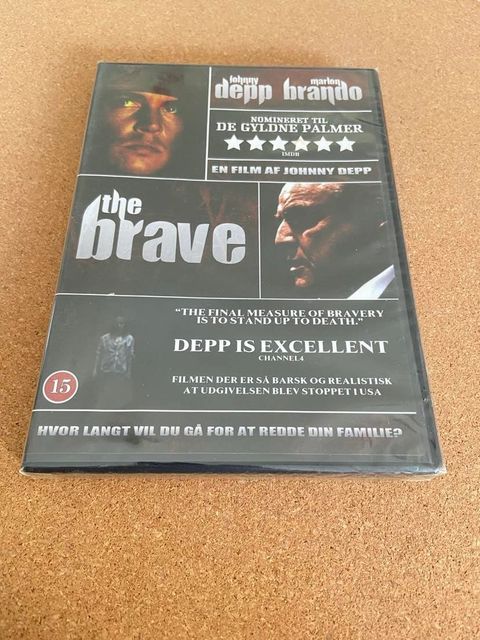 johnny marlon
depp brando
NOMINERET TIL
DE GYLDNE PALMER
IMDB
EN FILM AF JOHNNY DEPP
the
brave
"THE FINAL MEASURE OF BRAVERY
IS TO STAND UP TO DEATH."
DEPP IS EXCELLENT
CHANNEL4
15
FILMEN DER ER SÅ BARSK OG REALISTISK
AT UDGIVELSEN BLEV STOPPET I USA
HVOR LANGT VIL DU GÅ FOR AT REDDE DIN FAMILIE?